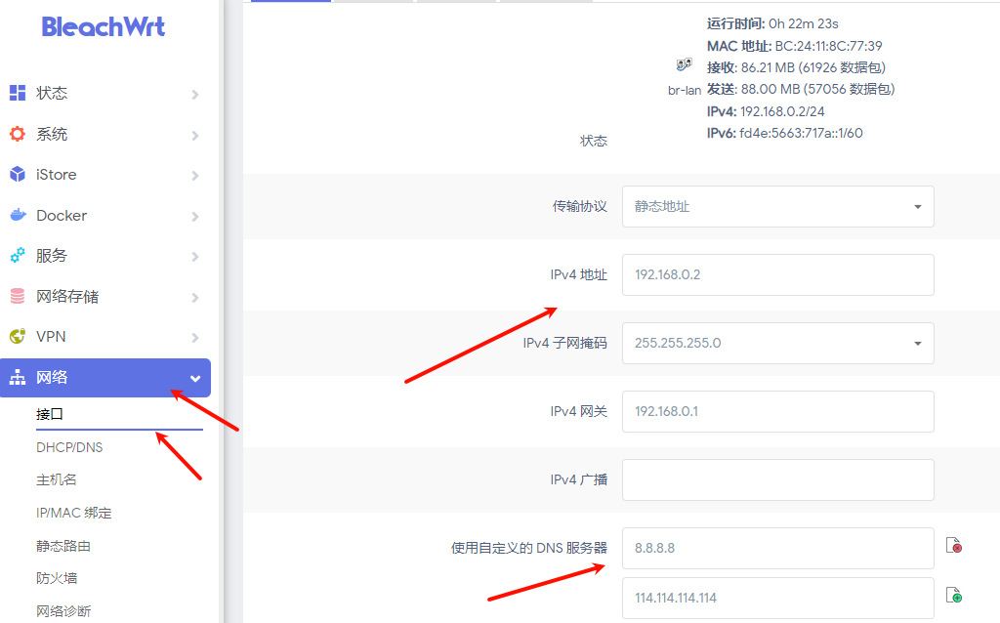 BleachWrt
状态
系统
iStore
Docker
服务
网络存储
VPN
网络
接口
DHCP/DNS
主机名
IP/MAC 绑定
静态路由
防火墙
网络诊断
状态
br-lan
运行时间: 0h 22m 23s
MAC 地址: BC:24:11:8C:77:39
接收: 86.21 MB (61926 数据包)
发送: 88.00 MB (57056 数据包)
IPv4: 192.168.0.2/24
IPv6: fd4e:5663:717a::1/60
传输协议 静态地址
IPv4 地址 192.168.0.2
IPv4 子网掩码 255.255.255.0
IPv4 网关 192.168.0.1
IPv4 广播
使用自定义的 DNS 服务器 8.8.8.8
114.114.114.114